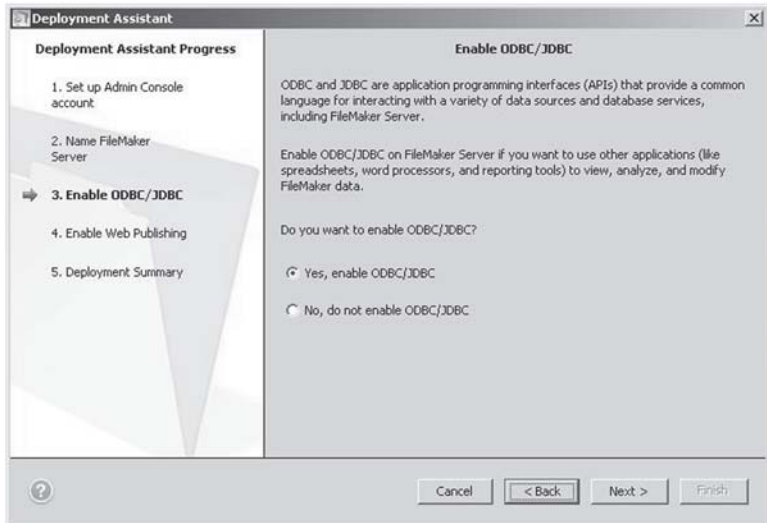 Deployment Assistant
Deployment Assistant Progress
1. Set up Admin Console
account
2. Name FileMaker
Server
3. Enable ODBC/JDBC
4. Enable Web Publishing
5. Deployment Summary
Enable ODBC/JDBC
ODBC and JDBC are application programming interfaces (APIs) that provide a common
language for interacting with a variety of data sources and database services,
including FileMaker Server.
Enable ODBC/JDBC on FileMaker Server if you want to use other applications (like
spreadsheets, word processors, and reporting tools) to view, analyze, and modify
FileMaker data.
Do you want to enable ODBC/JDBC?
Yes, enable ODBC/JDBC
No, do not enable ODBC/JDBC
?
Cancel
< Back
Next >
Finish